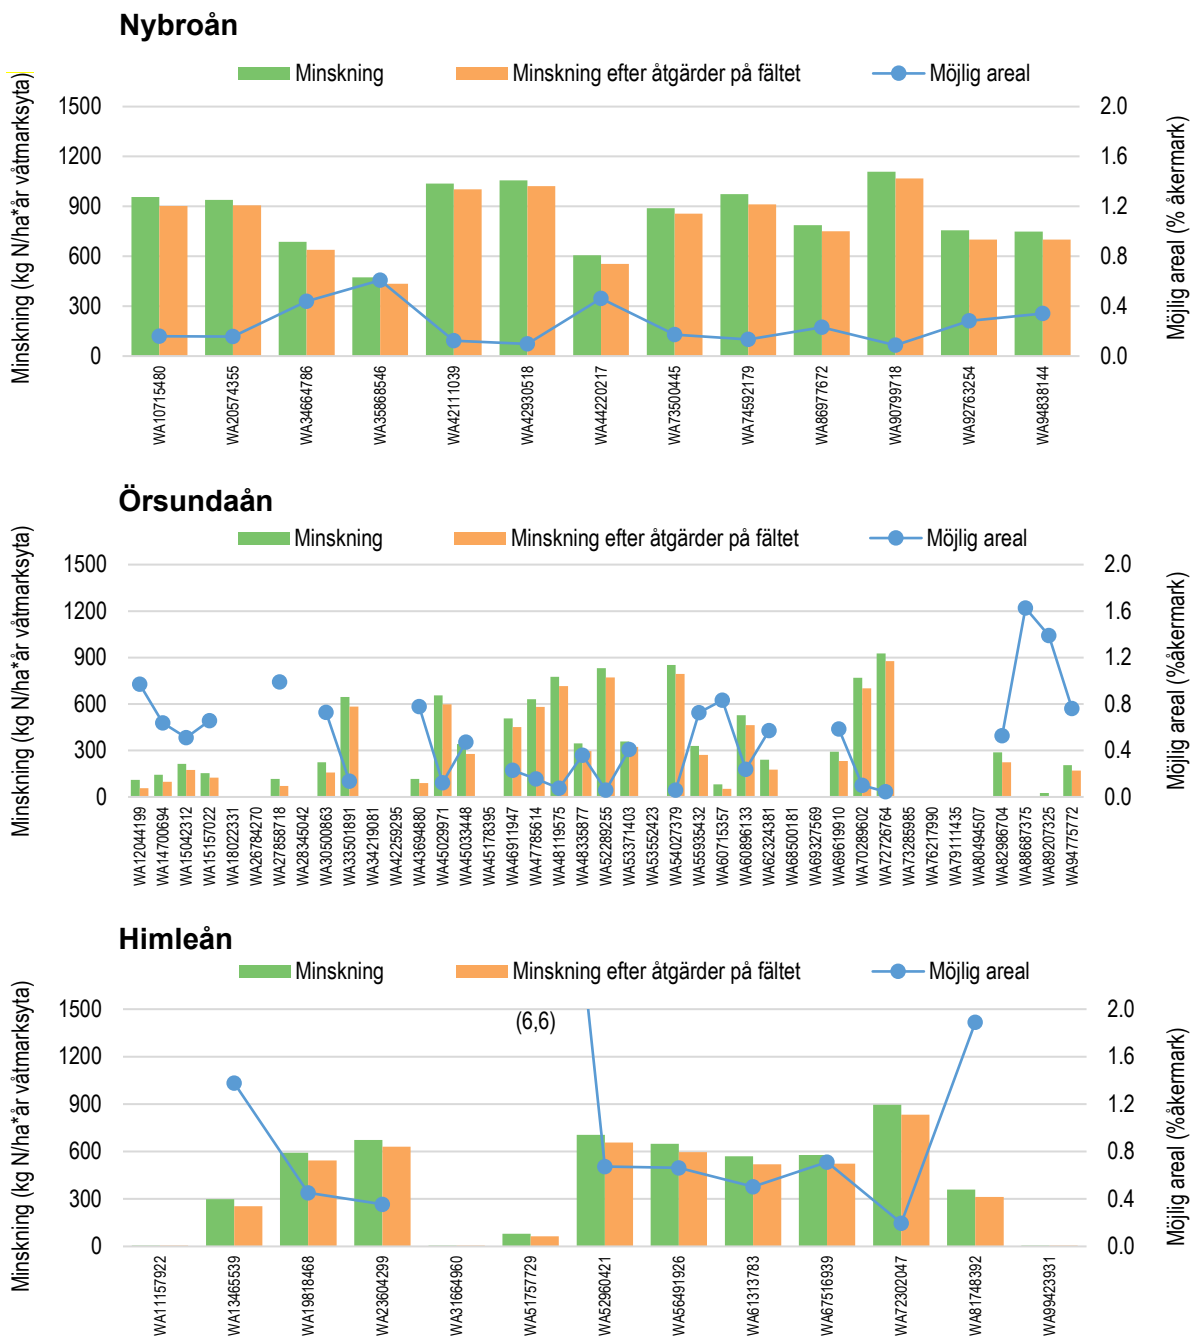 Nybroån
Minskning
Minskning efter åtgärder på fältet
Möjlig areal
Minskning (kg N/ha*år våtmarksyta)
1500
1200
900
600
300
0
2.0
1.6
1.2
0.8
0.4
0.0
Möjlig areal (% åkermark)
WA10715480
WA20574355
WA34664786
WA35868546
WA42111039
WA42930518
WA44220217
WA73500445
WA74592179
WA86977672
WA90799718
WA92763254
WA94838144
Örsundaån
Minskning
Minskning efter åtgärder på fältet
Möjlig areal
Minskning (kg N/ha*år våtmarksyta)
1500
1200
900
600
300
0
2.0
1.6
1.2
0.8
0.4
0.0
Möjlig areal (%åkermark)
WA12044199
WA14700694
WA15042312
WA15157022
WA18022331
WA26784270
WA27858718
WA28345042
WA30500863
WA33501891
WA34219081
WA42259295
WA43694880
WA45029971
WA45033448
WA45178395
WA46911947
WA47785614
WA48119575
WA48335877
WA52289255
WA53371403
WA53552423
WA54027379
WA55935432
WA60715357
WA60896133
WA62324381
WA68500181
WA69327569
WA69619910
WA70289602
WA72726764
WA73285985
WA76217990
WA79111435
WA80494507
WA82986704
WA88687375
WA89207325
WA94775772
Himleån
Minskning
Minskning efter åtgärder på fältet
Möjlig areal
Minskning (kg N/ha*år våtmarksyta)
1500
1200
900
600
300
0
(6,6)
2.0
1.6
1.2
0.8
0.4
0.0
Möjlig areal (%åkermark)
WA11157922
WA13465539
WA19818468
WA23604299
WA31664960
WA51757729
WA52960421
WA56491926
WA61313783
WA67516939
WA72302047
WA81748392
WA99423931